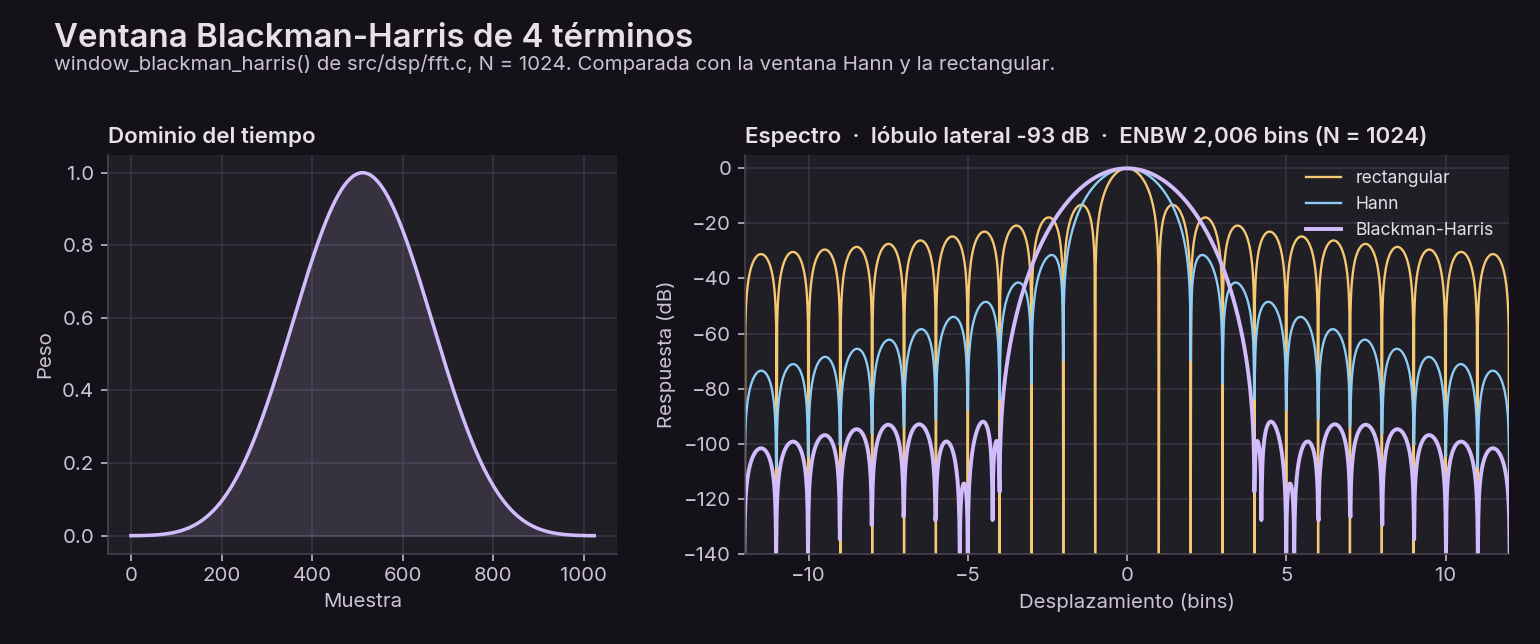 Ventana Blackman-Harris de 4 términos
window_blackman_harris() de src/dsp/fft.c, N = 1024. Comparada con la ventana Hann y la rectangular.
Dominio del tiempo
1.0
0.8
0.6
0.4
0.2
0.0
Peso
0 200 400 600 800 1000
Muestra
Espectro · lóbulo lateral -93 dB · ENBW 2,006 bins (N = 1024)
0
−20
−40
−60
−80
−100
−120
−140
Respuesta (dB)
rectangular
Hann
Blackman-Harris
−10 −5 0 5 10
Desplazamiento (bins)